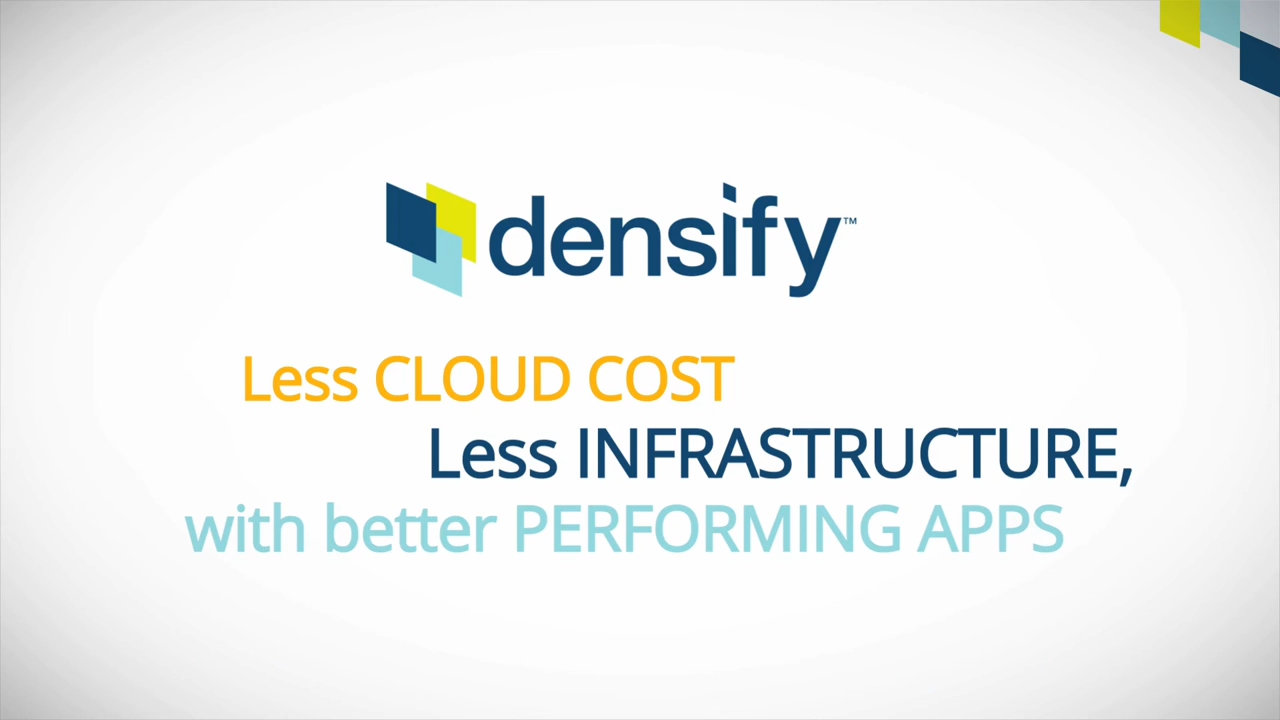 densify™
Less CLOUD COST
Less INFRASTRUCTURE,
with better PERFORMING APPS